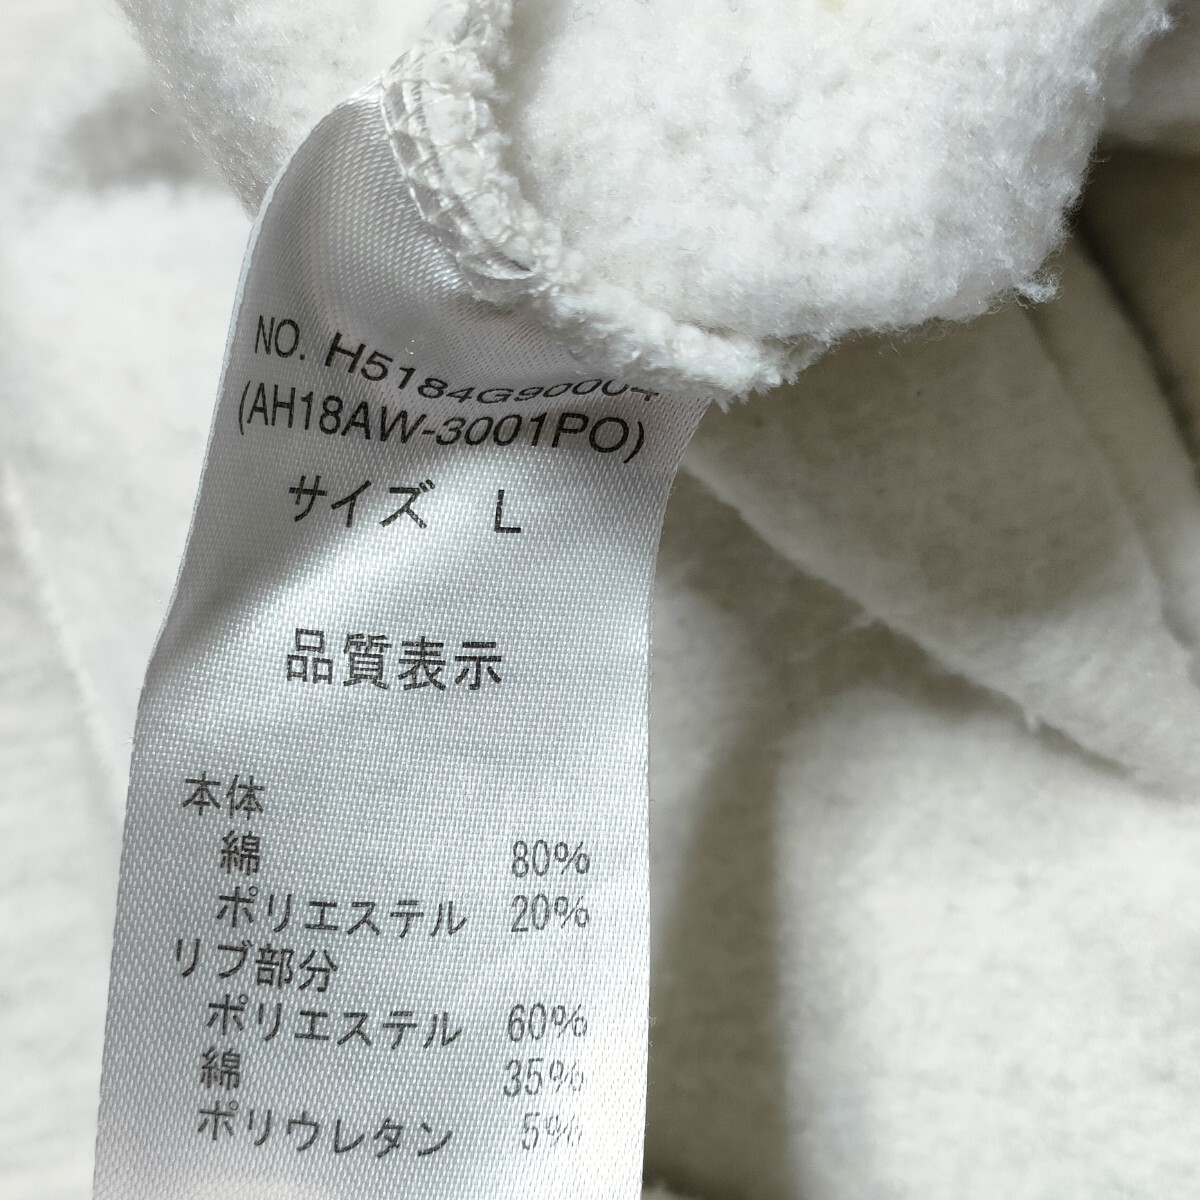 NO. H5184G90004
(AH18AW-3001PO)
サイズ L
品質表示
本体
綿 80%
ポリエステル 20%
リブ部分
ポリエステル 60%
綿 35%
ポリウレタン 5%